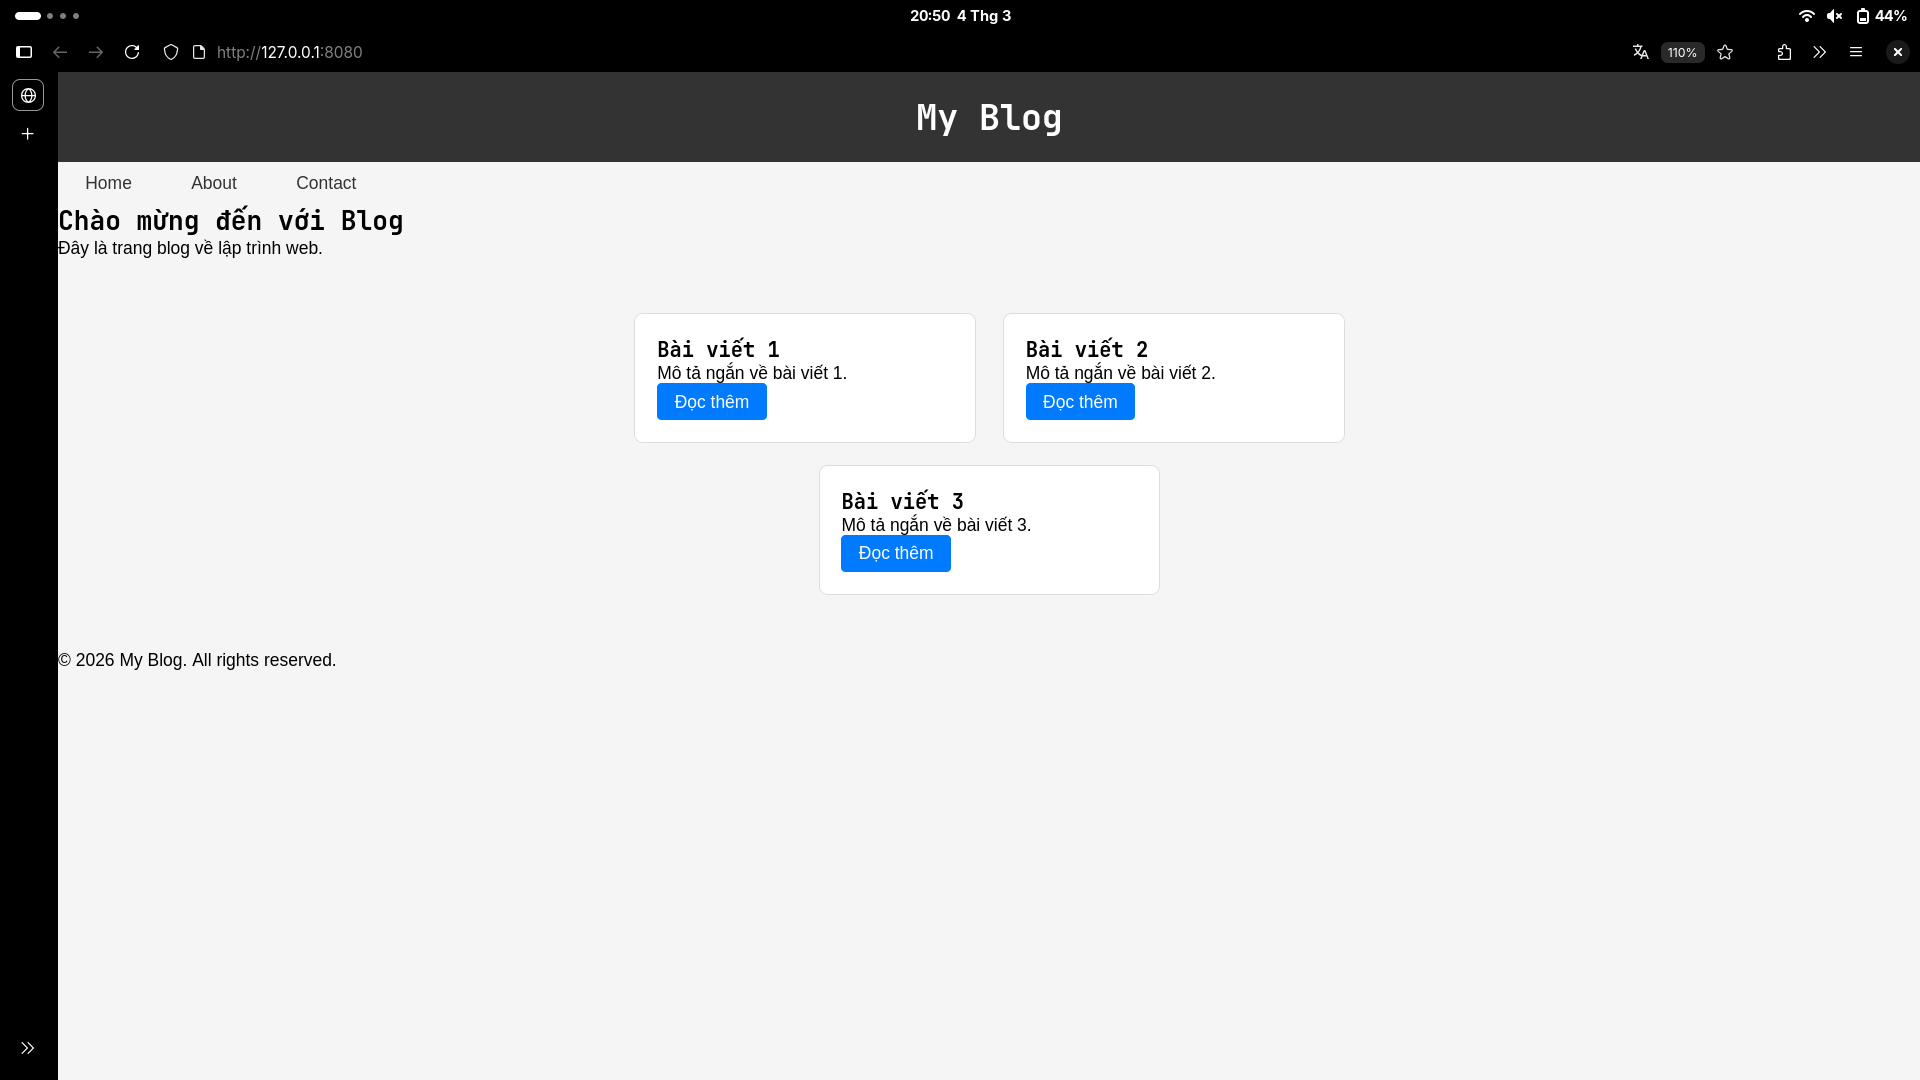 20:50 4 Thg 3
44%
http://127.0.0.1:8080
110%
My Blog
Home About Contact
Chào mừng đến với Blog
Đây là trang blog về lập trình web.
Bài viết 1
Mô tả ngắn về bài viết 1.
Đọc thêm
Bài viết 2
Mô tả ngắn về bài viết 2.
Đọc thêm
Bài viết 3
Mô tả ngắn về bài viết 3.
Đọc thêm
© 2026 My Blog. All rights reserved.